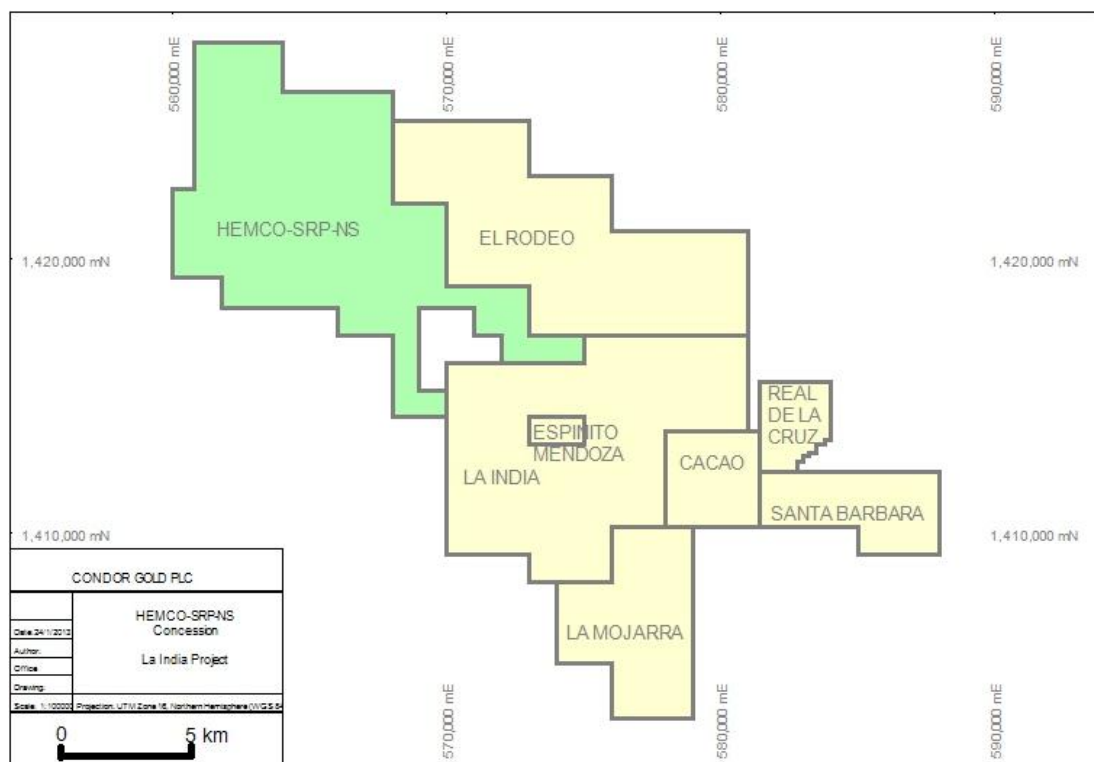 560,000 mE
570,000 mE
580,000 mE
590,000 mE
HEMCO-SRP-NS
EL RODEO
1,420,000 mN
1,420,000 mN
REAL
DE LA
CRUZ
ESPINITO
MENDOZA
CACAO
LA INDIA
SANTA BARBARA
1,410,000 mN
1,410,000 mN
LA MOJARRA
CONDOR GOLD PLC
HEMCO-SRP-NS
Concession
La India Project
Date: 24/1/2013
Author:
Office:
Drawing:
Scale: 1:100000
Projection: UTM Zone 16, Northern Hemisphere (WGS 84
0 5 km
570,000 mE
580,000 mE
590,000 mE